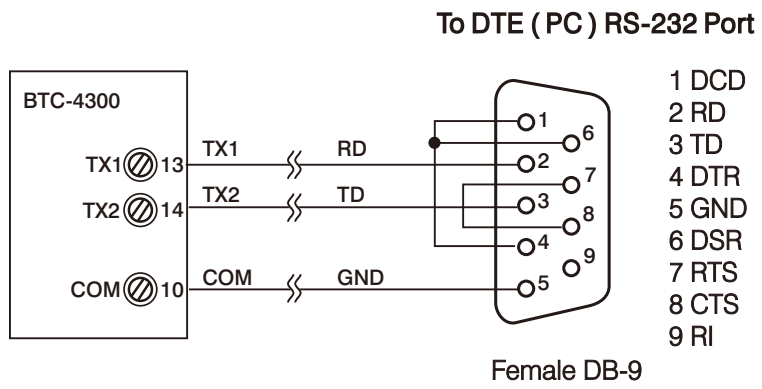 To DTE ( PC ) RS-232 Port
BTC-4300
TX1 13 TX1 RD
TX2 14 TX2 TD
COM 10 COM GND
1
6
2
7
3
8
4
9
5
1 DCD
2 RD
3 TD
4 DTR
5 GND
6 DSR
7 RTS
8 CTS
9 RI
Female DB-9